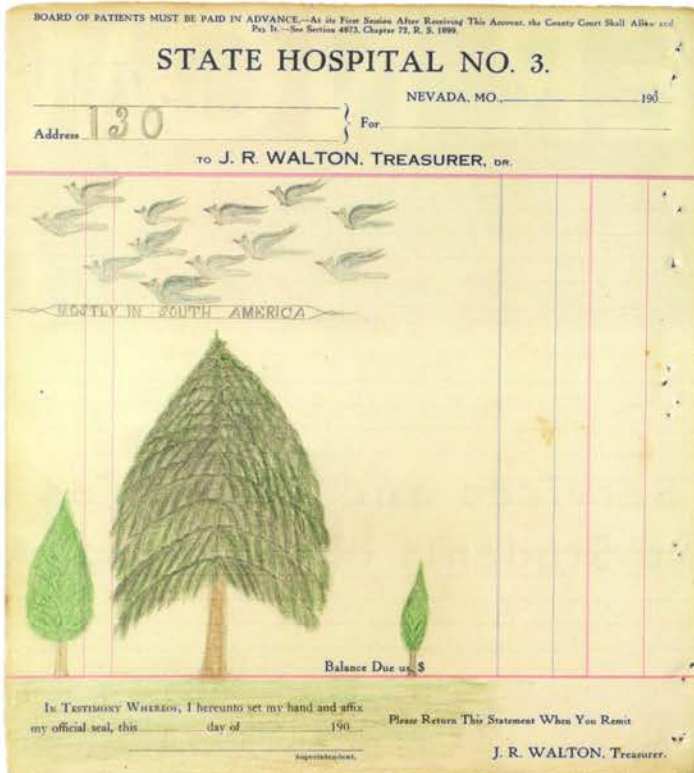 BOARD OF PATIENTS MUST BE PAID IN ADVANCE.—At its First Session After Receiving This Account, the County Court Shall Allow and
Pay It.—See Section 4873, Chapter 72, R. S. 1899.
STATE HOSPITAL NO. 3.
NEVADA, MO., 190
Address 130 } For
TO J. R. WALTON, TREASURER, DR.
MOSTLY IN SOUTH AMERICA
Balance Due us, $
IN TESTIMONY WHEREOF, I hereunto set my hand and affix
my official seal, this day of 190
Superintendent.
Please Return This Statement When You Remit
J. R. WALTON, Treasurer.